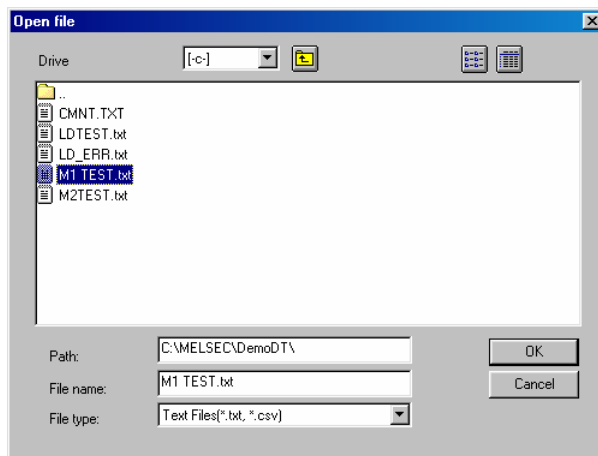 Open file
Drive [-c-]
..
CMNT.TXT
LDTEST.txt
LD_ERR.txt
M1 TEST.txt
M2TEST.txt
Path: C:\MELSEC\DemoDT\ OK
File name: M1 TEST.txt Cancel
File type: Text Files(*.txt, *.csv)